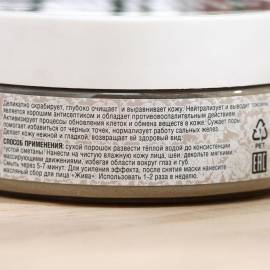 Деликатно скрабирует, глубоко очищает и выравнивает кожу. Нейтрализует и выводит токсины,
является хорошим антисептиком и обладает противовоспалительным действием.
Активизирует процессы обновления клеток и обмена веществ в коже. Сужает поры,
помогает избавиться от черных точек, нормализует работу сальных желез.
Делает кожу нежной и гладкой, возвращает ей здоровый вид.
СПОСОБ ПРИМЕНЕНИЯ: сухой порошок развести тёплой водой до консистенции
густой сметаны. Нанести на чистую влажную кожу лица, шеи, декольте мягкими
массирующими движениями, избегая области вокруг глаз и губ.
Смыть через 5-7 минут. Для усиления эффекта, после снятия маски нанести
масляный сбор для лица «Жива». Использовать 1-2 раза в неделю.
1
PET